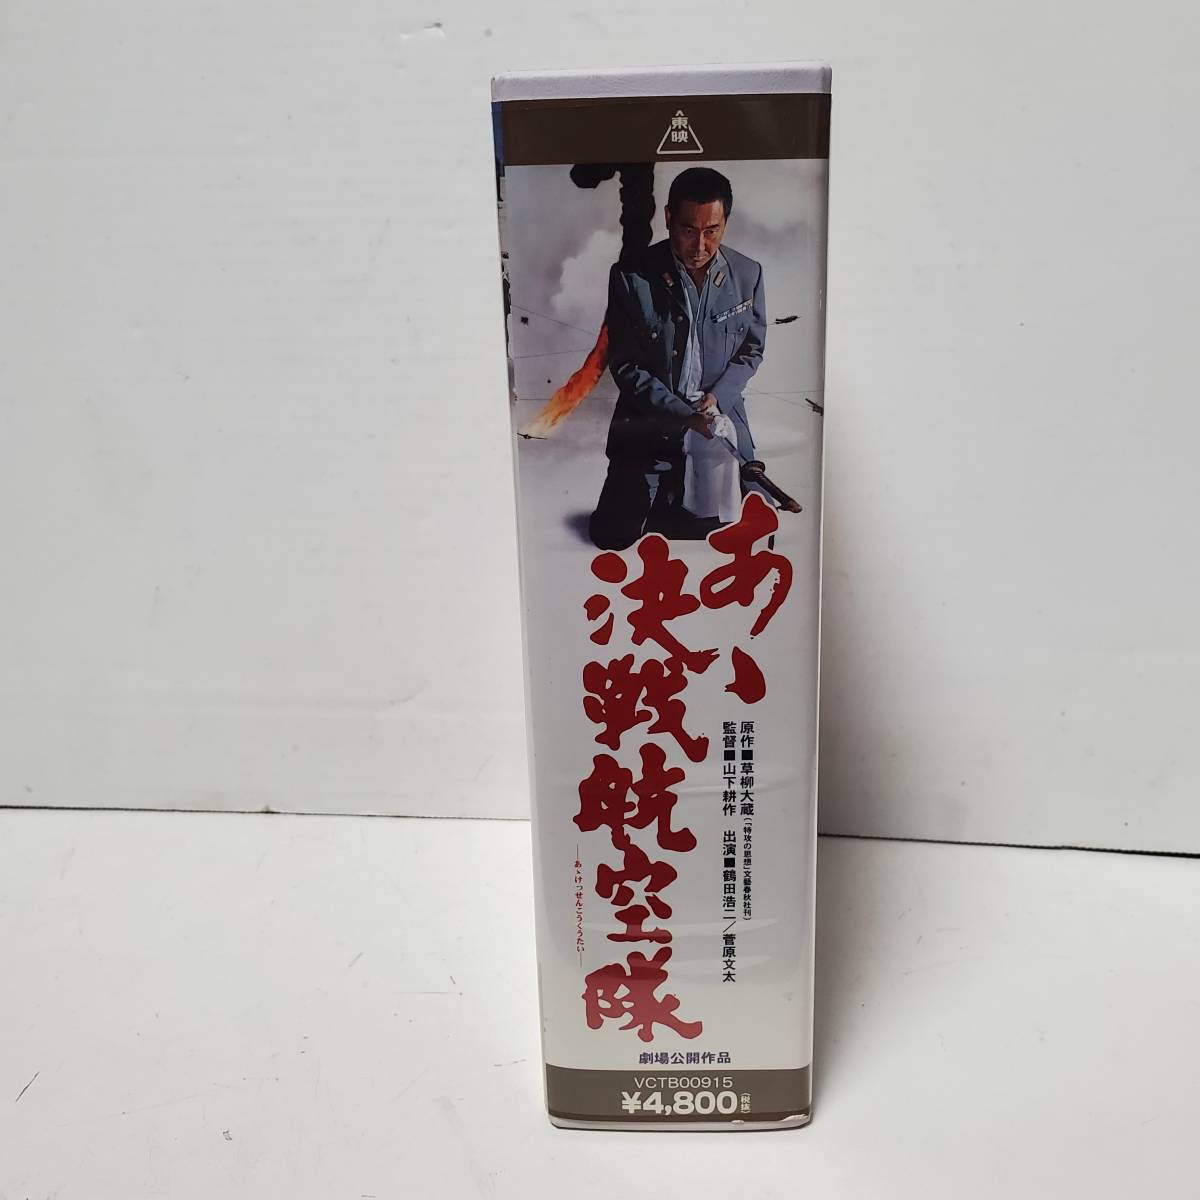 東映
あゝ
決戦航空隊
―あゝけっせんこうくうたい―
原作■草柳大蔵(「特攻の思想」文藝春秋社刊)
監督■山下耕作 出演■鶴田浩二/菅原文太
劇場公開作品
VCTB00915
¥4,800(税抜)